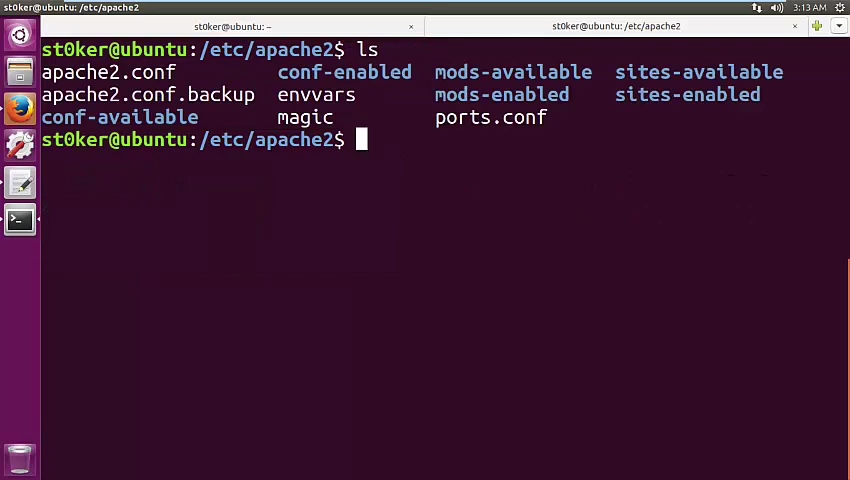 st0ker@ubuntu: /etc/apache2
3:13 AM
st0ker@ubuntu: ~ × st0ker@ubuntu: /etc/apache2 ×
st0ker@ubuntu:/etc/apache2$ ls
apache2.conf conf-enabled mods-available sites-available
apache2.conf.backup envvars mods-enabled sites-enabled
conf-available magic ports.conf
st0ker@ubuntu:/etc/apache2$